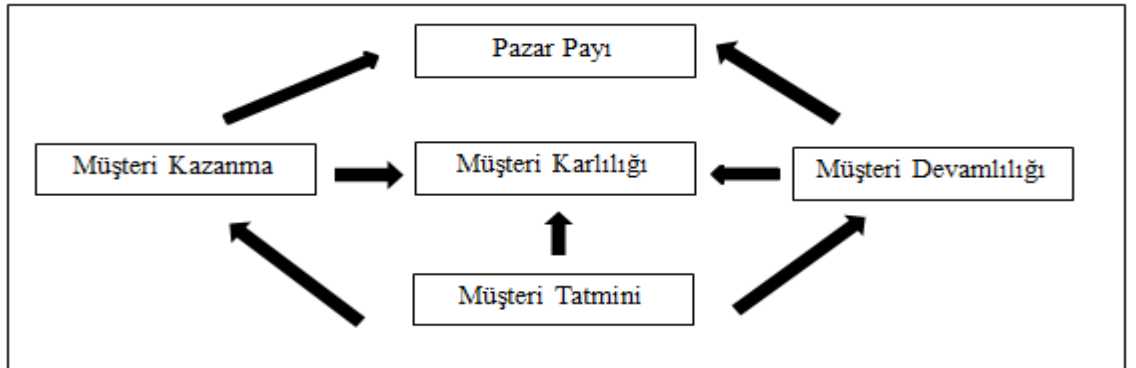 Pazar Payı
Müşteri Kazanma
Müşteri Karlılığı
Müşteri Devamlılığı
Müşteri Tatmini